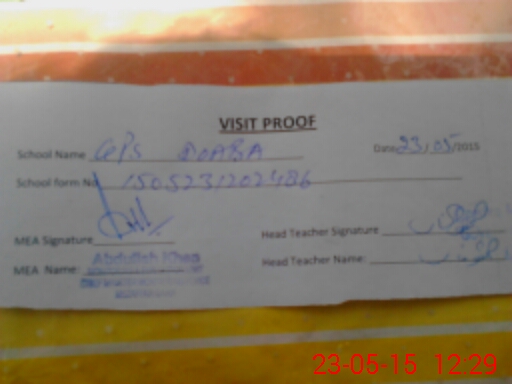 VISIT PROOF
School Name GPS DOABA Date 23/05/2015
School form No 1505231202486
MEA Signature
Head Teacher Signature
MEA Name: Abdullah Khan
Head Teacher Name:
23-05-15 12:29